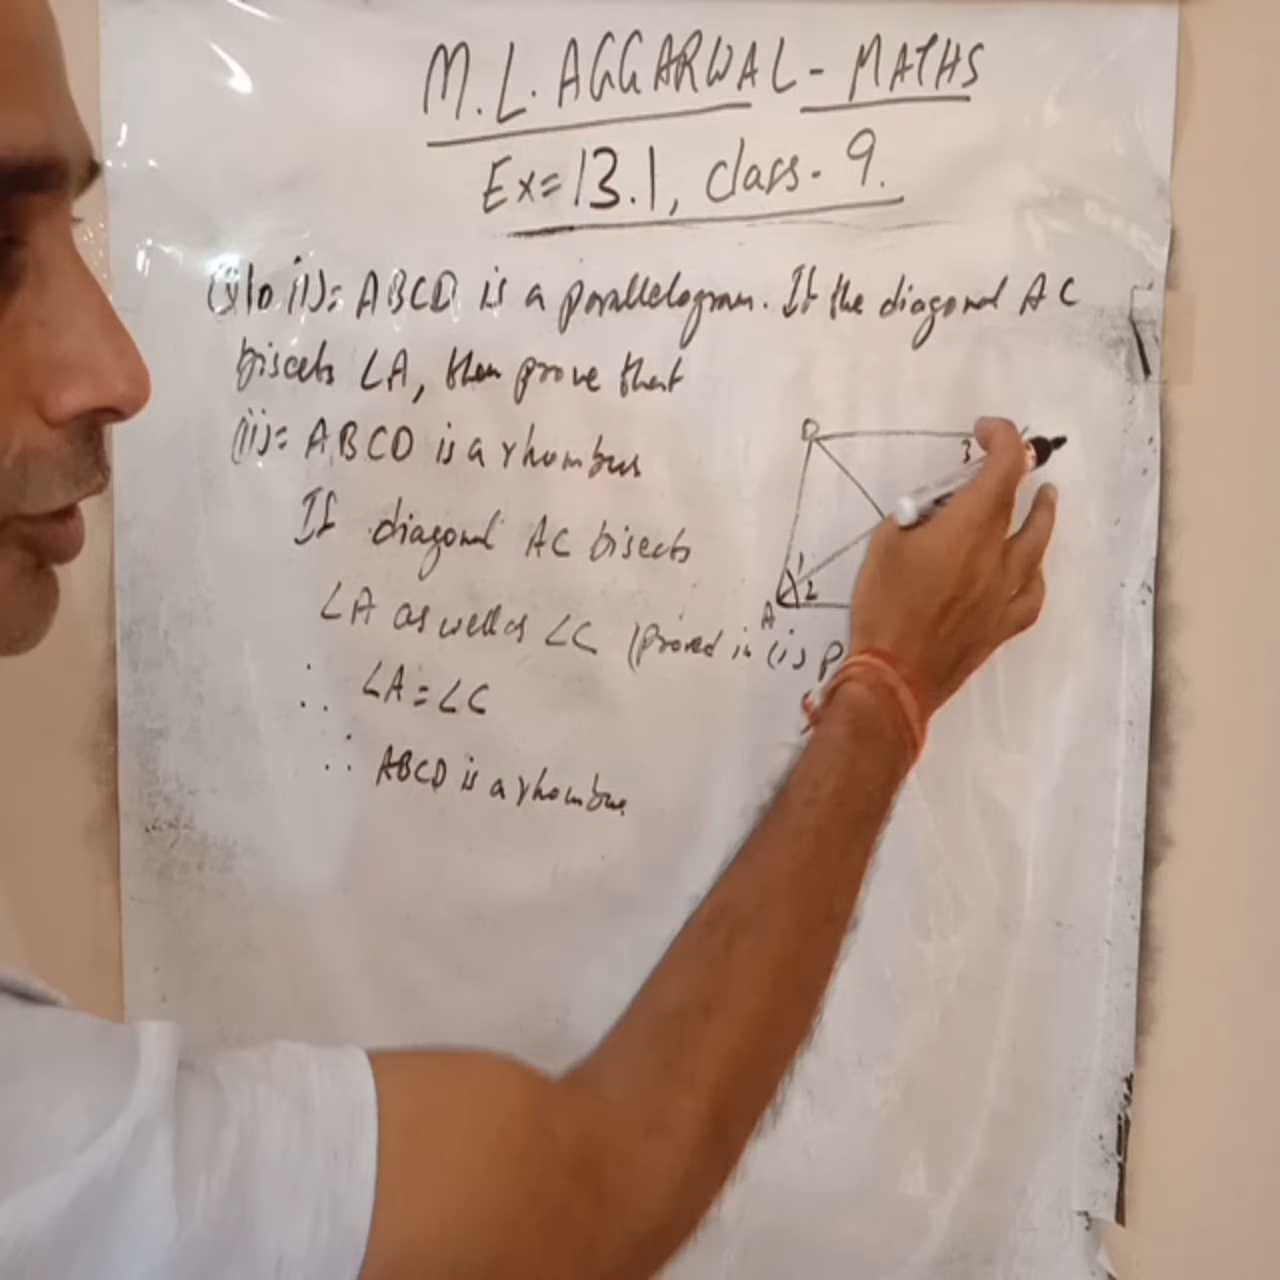 M.L. AGGARWAL - MATHS
Ex=13.1, class- 9.
Q10 ii)= ABCD is a parallelogram. If the diagonal AC
bisects ∠A, then prove that
(ii)= ABCD is a rhombus
If diagonal AC bisects
∠A as well as ∠C (proved in (i) P
∴ ∠A = ∠C
∴ ABCD is a rhombus
D
3
1
2
A